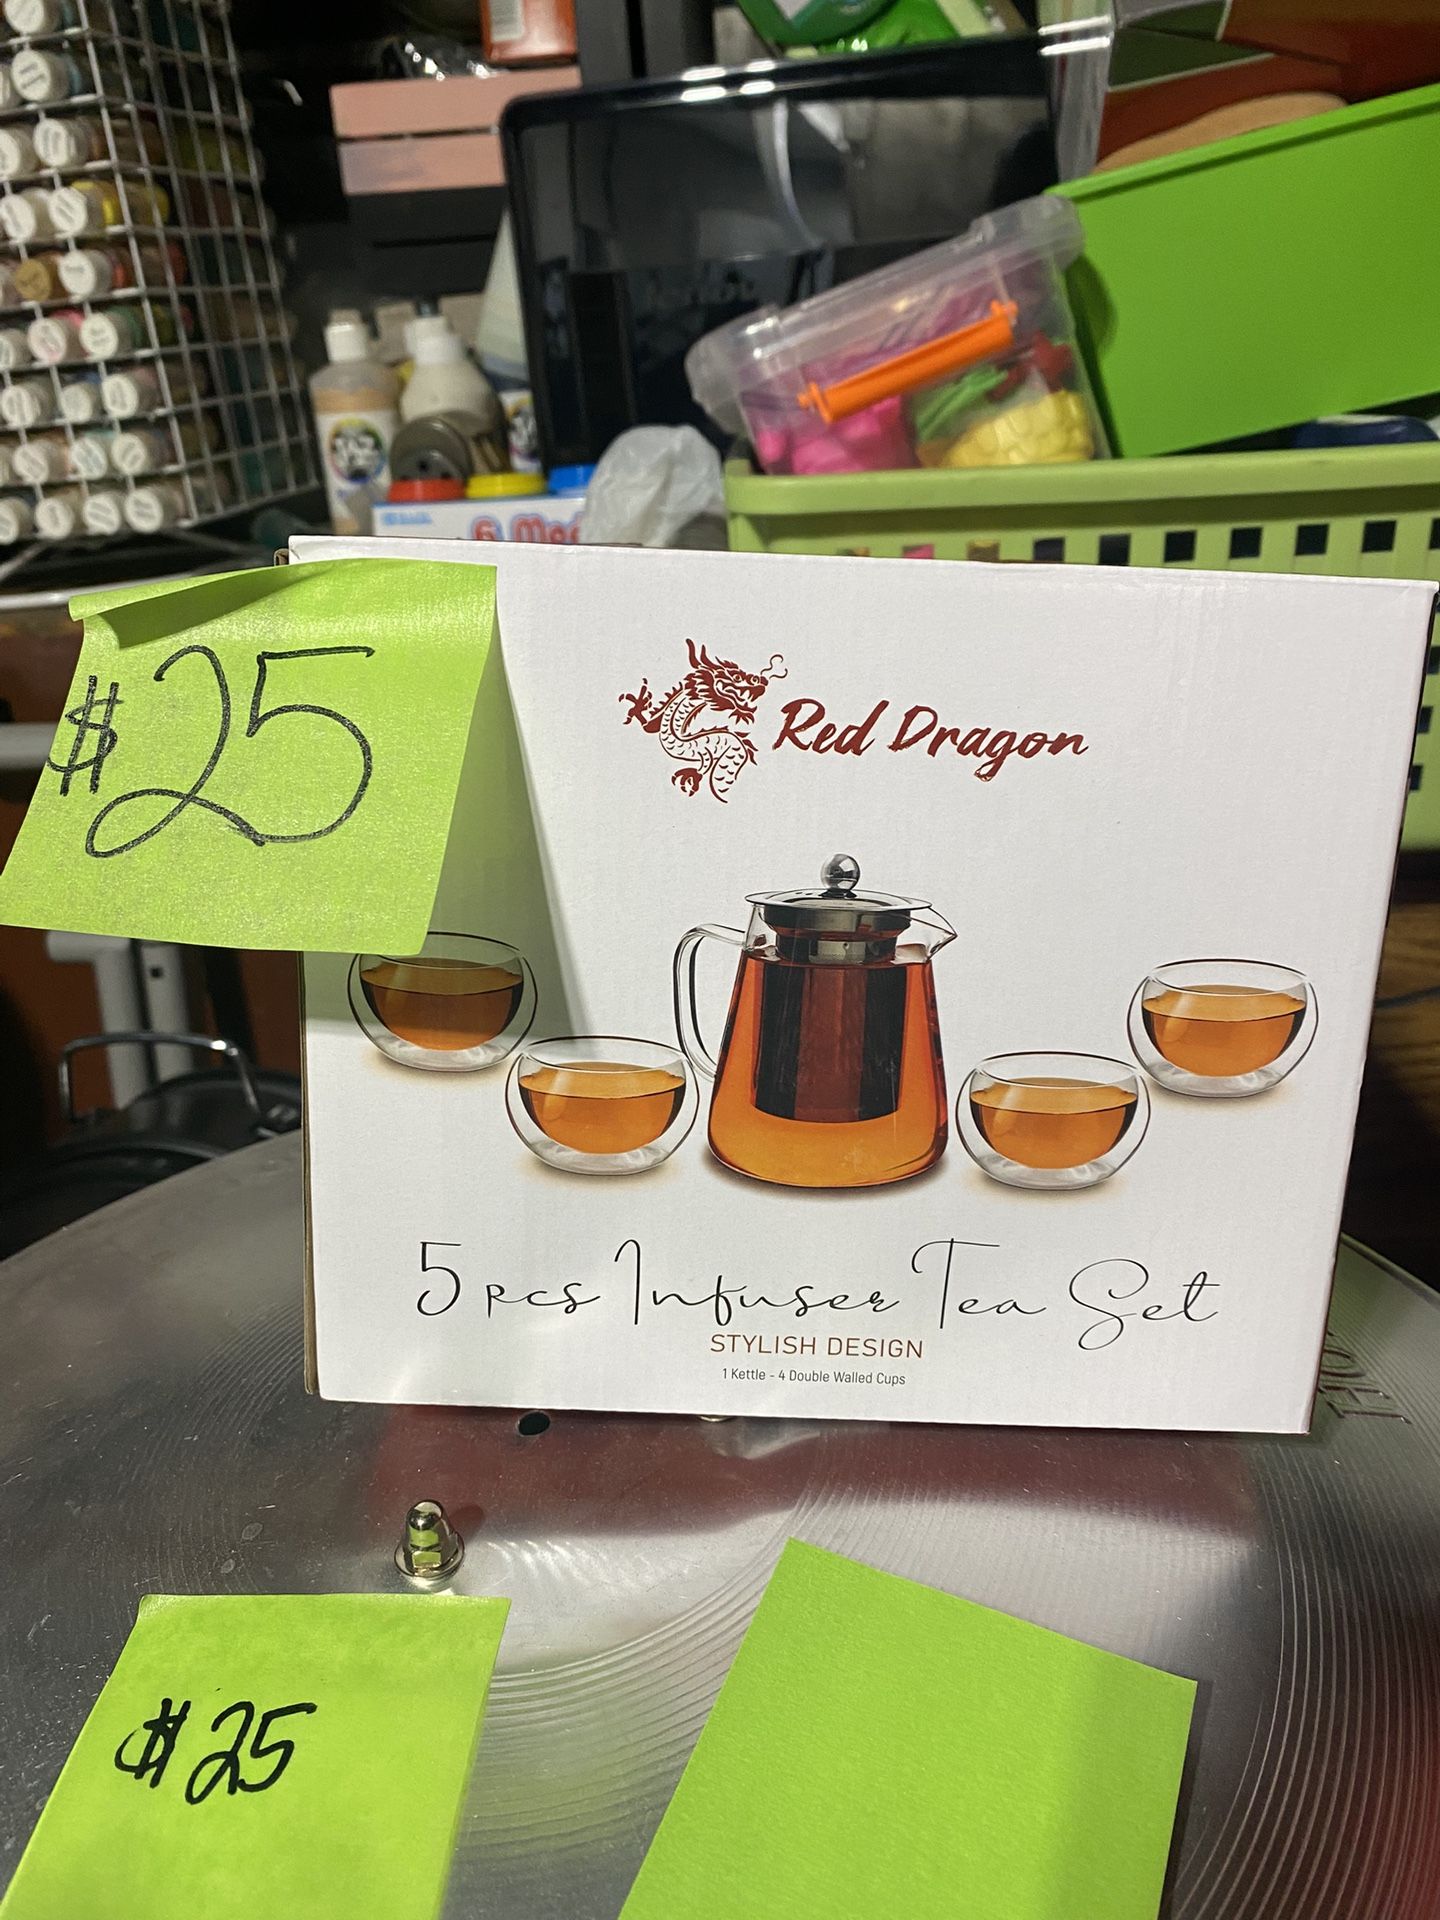 $25
Red Dragon
5 pcs Infuser Tea Set
STYLISH DESIGN
1 Kettle - 4 Double Walled Cups
$25